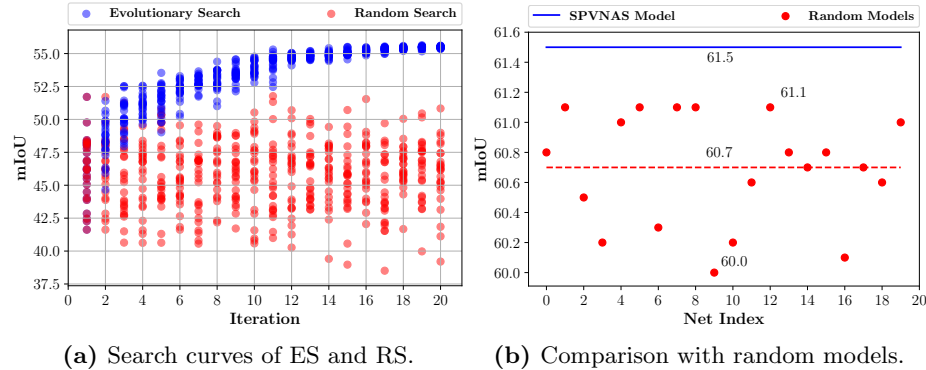 Evolutionary Search
Random Search
55.0
52.5
50.0
47.5
45.0
42.5
40.0
37.5
mIoU
0 2 4 6 8 10 12 14 16 18 20
Iteration
(a) Search curves of ES and RS.
SPVNAS Model
Random Models
61.6
61.4
61.2
61.0
60.8
60.6
60.4
60.2
60.0
mIoU
61.5
61.1
60.7
60.0
0 2 4 6 8 10 12 14 16 18 20
Net Index
(b) Comparison with random models.